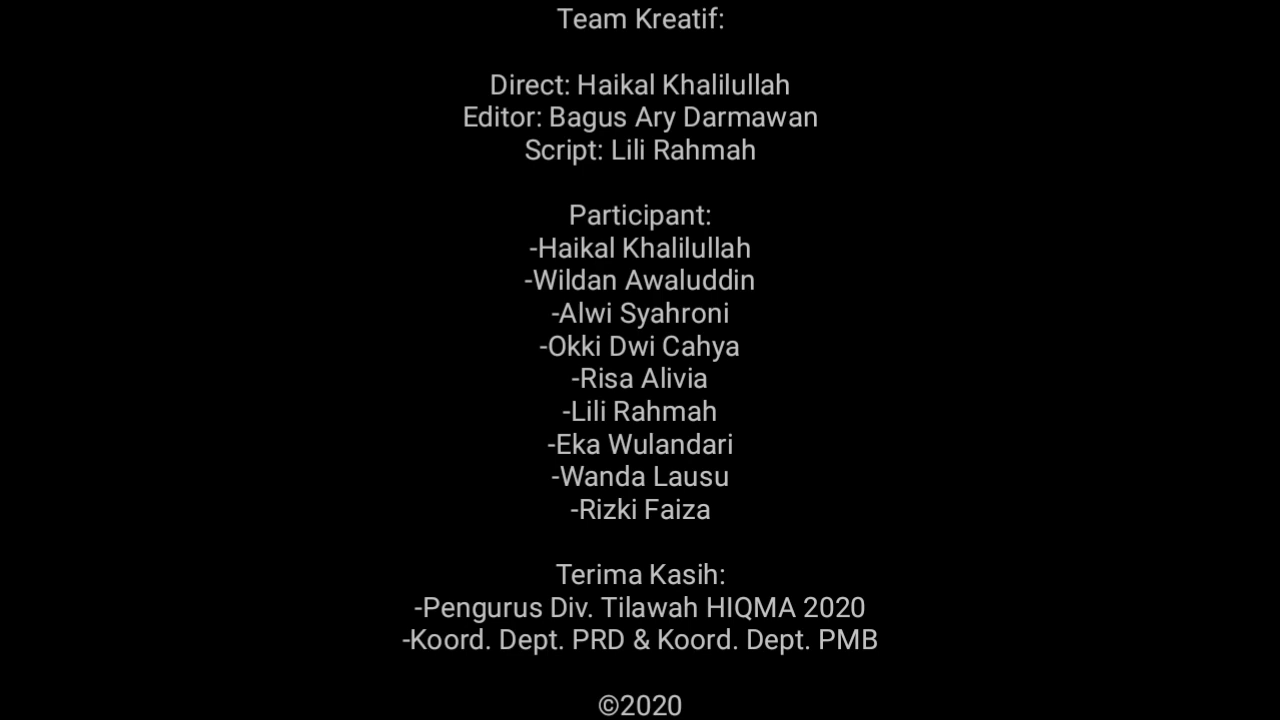 Team Kreatif:
Direct: Haikal Khalilullah
Editor: Bagus Ary Darmawan
Script: Lili Rahmah
Participant:
-Haikal Khalilullah
-Wildan Awaluddin
-Alwi Syahroni
-Okki Dwi Cahya
-Risa Alivia
-Lili Rahmah
-Eka Wulandari
-Wanda Lausu
-Rizki Faiza
Terima Kasih:
-Pengurus Div. Tilawah HIQMA 2020
-Koord. Dept. PRD & Koord. Dept. PMB
©2020